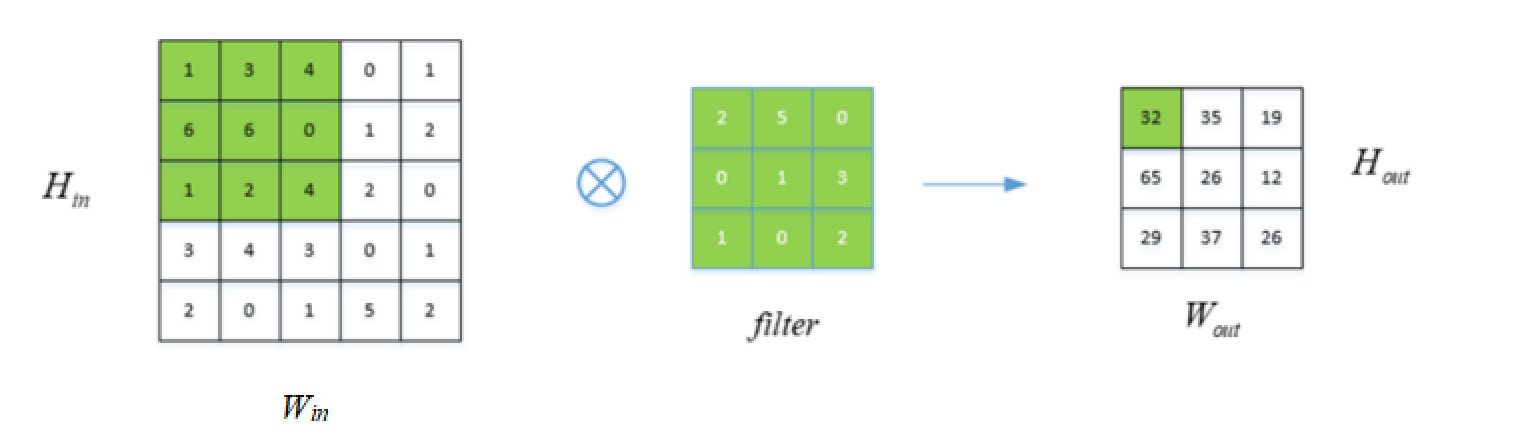 1 3 4 0 1
6 6 0 1 2
1 2 4 2 0
3 4 3 0 1
2 0 1 5 2
H_in
W_in
2 5 0
0 1 3
1 0 2
filter
32 35 19
65 26 12
29 37 26
H_out
W_out